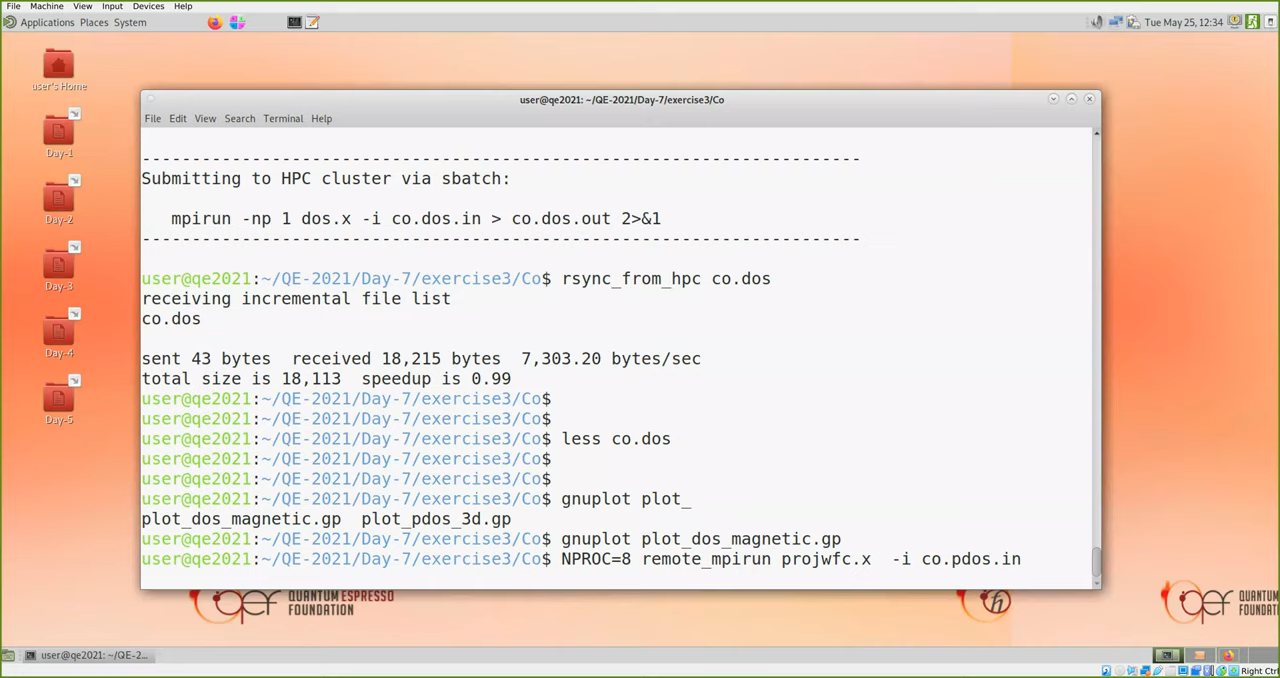 File Machine View Input Devices Help
Applications Places System
Tue May 25, 12:34
user's Home
Day-1
Day-2
Day-3
Day-4
Day-5
user@qe2021: ~/QE-2021/Day-7/exercise3/Co
File Edit View Search Terminal Help
------------------------------------------------------------------------
Submitting to HPC cluster via sbatch:
mpirun -np 1 dos.x -i co.dos.in > co.dos.out 2>&1
------------------------------------------------------------------------
user@qe2021:~/QE-2021/Day-7/exercise3/Co$ rsync_from_hpc co.dos
receiving incremental file list
co.dos
sent 43 bytes  received 18,215 bytes  7,303.20 bytes/sec
total size is 18,113  speedup is 0.99
user@qe2021:~/QE-2021/Day-7/exercise3/Co$
user@qe2021:~/QE-2021/Day-7/exercise3/Co$
user@qe2021:~/QE-2021/Day-7/exercise3/Co$ less co.dos
user@qe2021:~/QE-2021/Day-7/exercise3/Co$
user@qe2021:~/QE-2021/Day-7/exercise3/Co$
user@qe2021:~/QE-2021/Day-7/exercise3/Co$ gnuplot plot_
plot_dos_magnetic.gp  plot_pdos_3d.gp
user@qe2021:~/QE-2021/Day-7/exercise3/Co$ gnuplot plot_dos_magnetic.gp
user@qe2021:~/QE-2021/Day-7/exercise3/Co$ NPROC=8 remote_mpirun projwfc.x  -i co.pdos.in
QUANTUM ESPRESSO
FOUNDATION
QUANTUM
FOUNDA
user@qe2021: ~/QE-2...
Right Ctrl